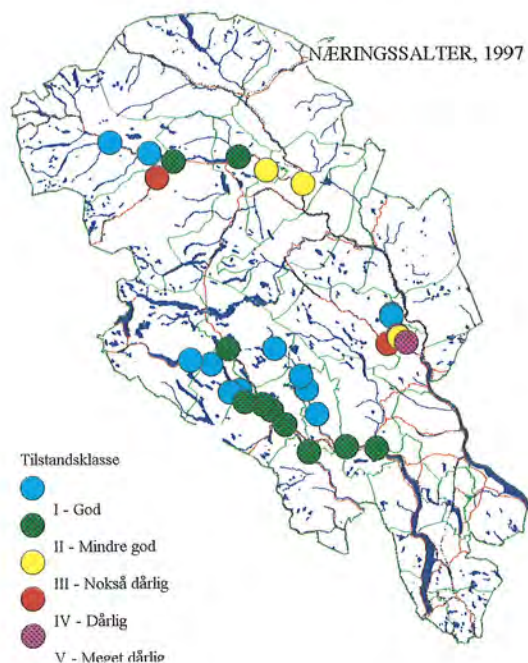 NÆRINGSSALTER, 1997
Tilstandsklasse
I - God
II - Mindre god
III - Nokså dårlig
IV - Dårlig
V - Meget dårlig